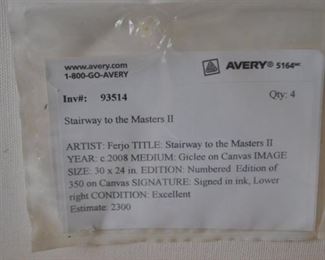 www.avery.com
1-800-GO-AVERY
AVERY® 5164™
Inv#: 93514 Qty: 4
Stairway to the Masters II
ARTIST: Ferjo TITLE: Stairway to the Masters II
YEAR: c.2008 MEDIUM: Giclee on Canvas IMAGE
SIZE: 30 x 24 in. EDITION: Numbered Edition of
350 on Canvas SIGNATURE: Signed in ink, Lower
right CONDITION: Excellent
Estimate: 2300